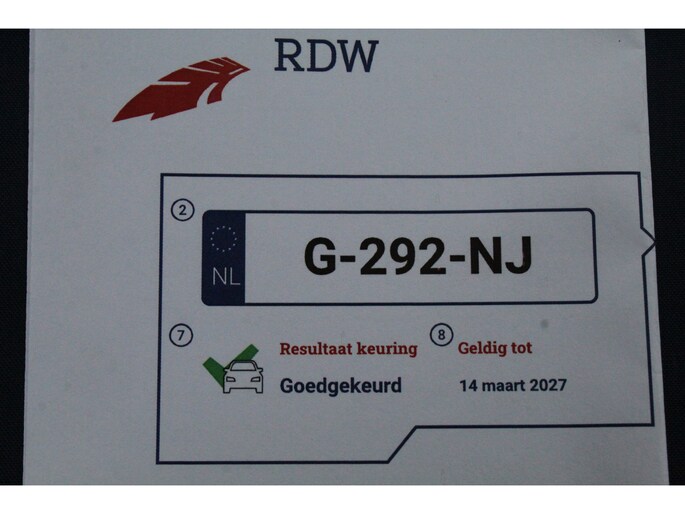 RDW
2
NL
G-292-NJ
7
Resultaat keuring
8
Geldig tot
Goedgekeurd
14 maart 2027